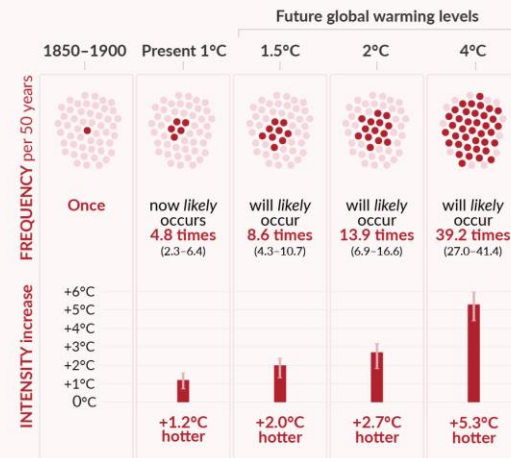 Future global warming levels
1850–1900 Present 1°C 1.5°C 2°C 4°C
FREQUENCY per 50 years
Once
now likely occurs 4.8 times (2.3–6.4)
will likely occur 8.6 times (4.3–10.7)
will likely occur 13.9 times (6.9–16.6)
will likely occur 39.2 times (27.0–41.4)
INTENSITY increase
+6°C
+5°C
+4°C
+3°C
+2°C
+1°C
0°C
+1.2°C hotter
+2.0°C hotter
+2.7°C hotter
+5.3°C hotter